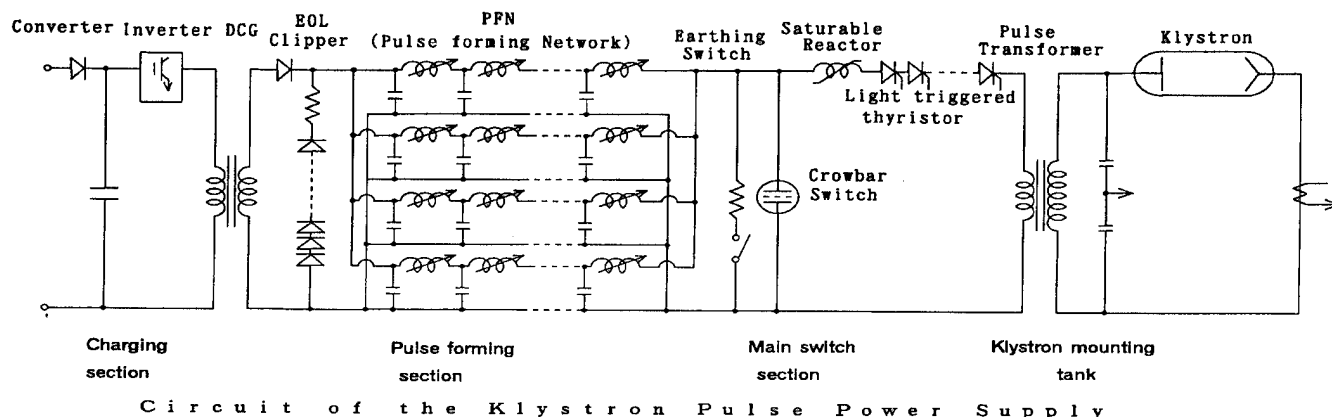 Converter Inverter DCG
EOL
Clipper
PFN
(Pulse forming Network)
Earthing
Switch
Saturable
Reactor
Light triggered
thyristor
Pulse
Transformer
Klystron
Crowbar
Switch
Charging
section
Pulse forming
section
Main switch
section
Klystron mounting
tank
Circuit of the Klystron Pulse Power Supply